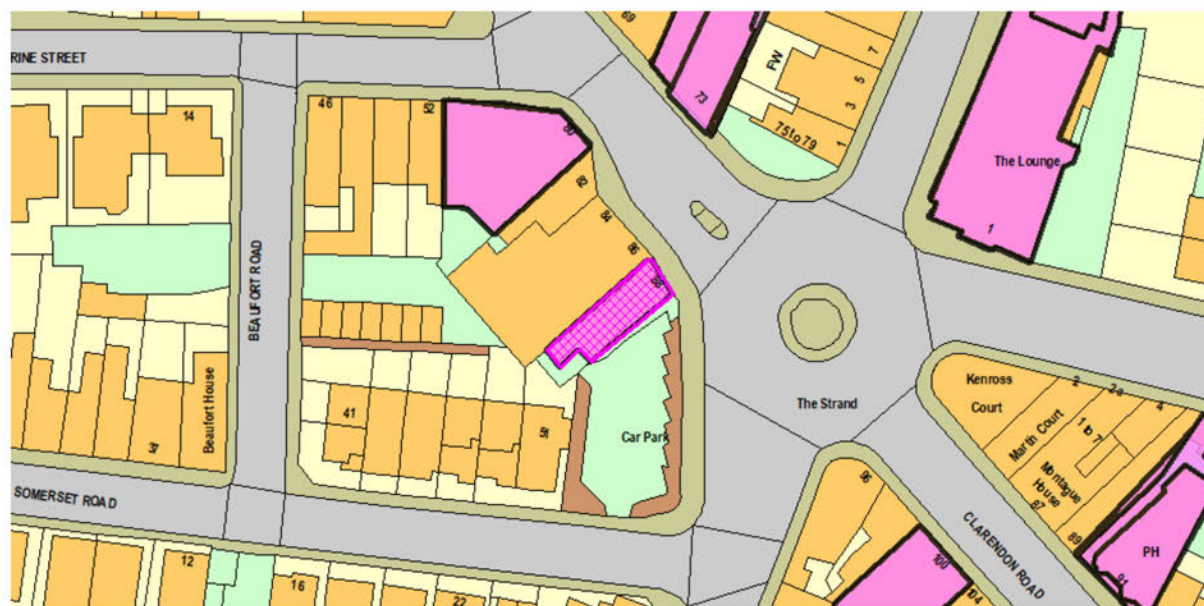 69
RINE STREET
73
FW
7
5
3
1
75 to 79
14
46
52
80
The Lounge
1
82
84
86
88
BEAUFORT ROAD
Beaufort House
37
41
51
Car Park
The Strand
Kenross
Court
2
2a
4
Martin Court
1 to 7
Montague
House
87
89
SOMERSET ROAD
96
CLARENDON ROAD
PH
91
100
104
12
16
22